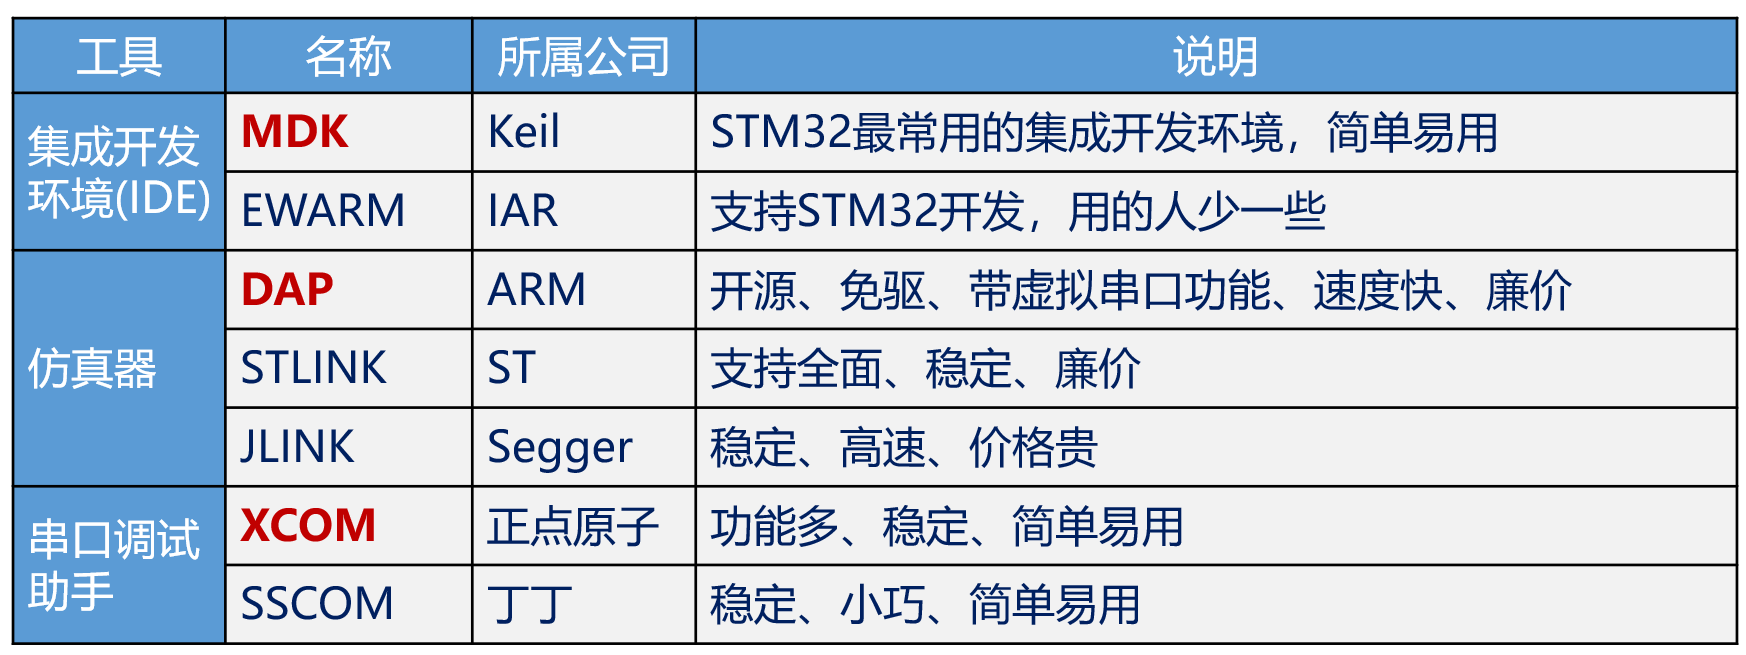 工具 名称 所属公司 说明
集成开发
环境(IDE)
MDK Keil STM32最常用的集成开发环境，简单易用
EWARM IAR 支持STM32开发，用的人少一些
仿真器
DAP ARM 开源、免驱、带虚拟串口功能、速度快、廉价
STLINK ST 支持全面、稳定、廉价
JLINK Segger 稳定、高速、价格贵
串口调试
助手
XCOM 正点原子 功能多、稳定、简单易用
SSCOM 丁丁 稳定、小巧、简单易用